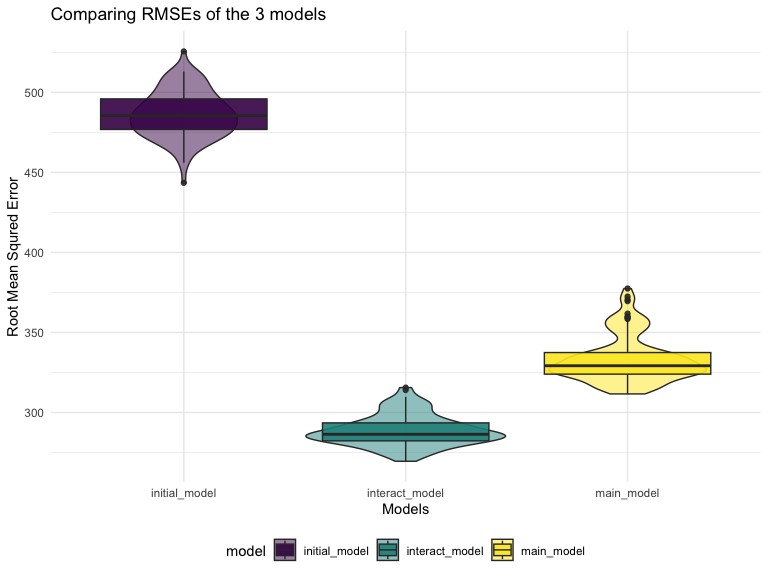 Comparing RMSEs of the 3 models
Root Mean Squred Error
500
450
400
350
300
initial_model interact_model main_model
Models
model initial_model interact_model main_model